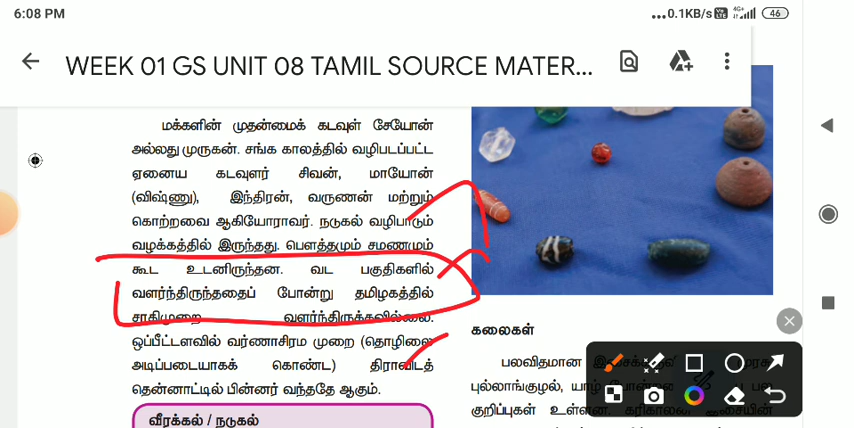 6:08 PM
...0.1KB/s
4G+
46
WEEK 01 GS UNIT 08 TAMIL SOURCE MATER...
மக்களின் முதன்மைக் கடவுள் சேயோன்
அல்லது முருகன். சங்க காலத்தில் வழிபடப்பட்ட
ஏனைய கடவுளர் சிவன், மாயோன்
(விஷ்ணு), இந்திரன், வருணன் மற்றும்
கொற்றவை ஆகியோராவர். நடுகல் வழிபாடும்
வழக்கத்தில் இருந்தது. பௌத்தமும் சமணமும்
கூட உடனிருந்தன. வட பகுதிகளில்
வளர்ந்திருந்ததைப் போன்று தமிழகத்தில்
சாதிமுறை வளர்ந்திருக்கவில்லை.
ஒப்பீட்டளவில் வர்ணாசிரம முறை (தொழிலை
அடிப்படையாகக் கொண்ட) திராவிடத்
தென்னாட்டில் பின்னர் வந்ததே ஆகும்.
வீரக்கல் / நடுகல்
கலைகள்
பலவிதமான
புல்லாங்குழல், யாழ்
குறிப்புகள் உள்ளன.